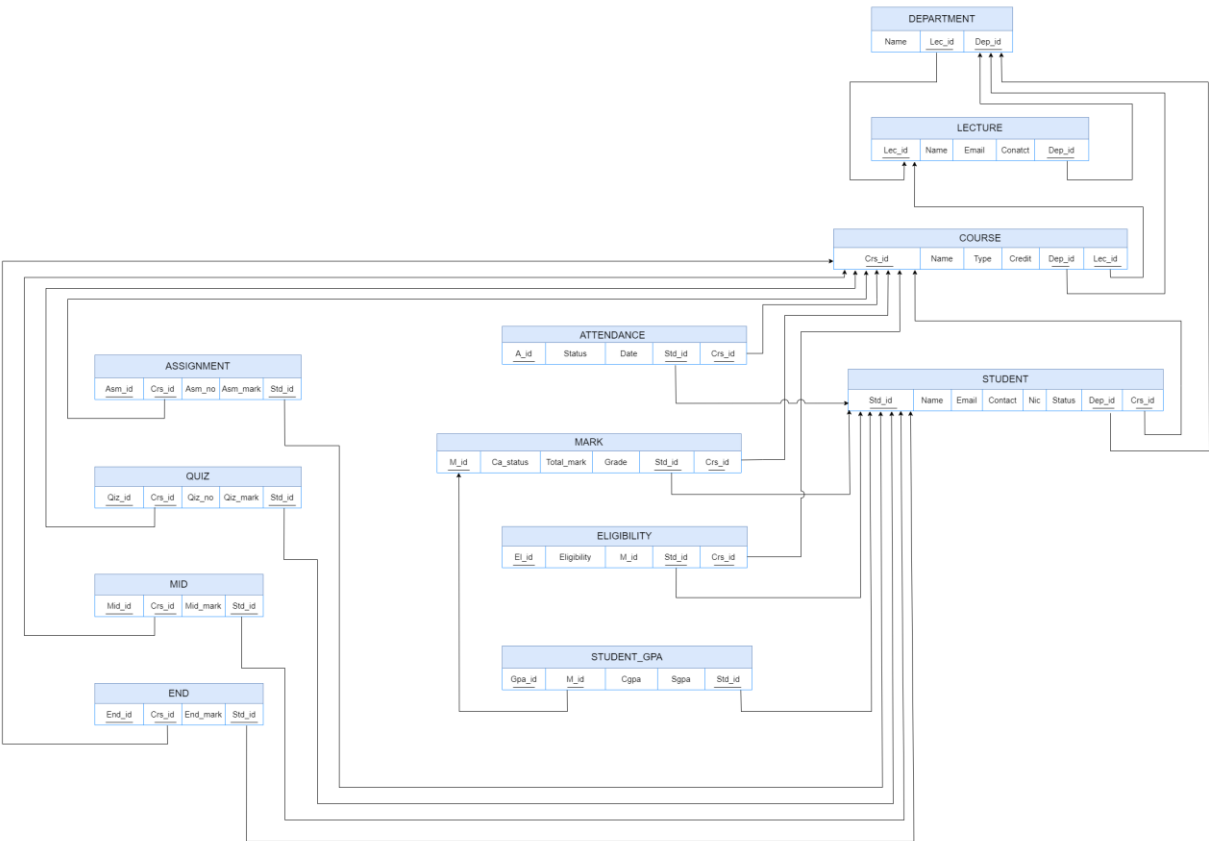 DEPARTMENT
Name Lec_id Dep_id
LECTURE
Lec_id Name Email Conatct Dep_id
COURSE
Crs_id Name Type Credit Dep_id Lec_id
ATTENDANCE
A_id Status Date Std_id Crs_id
ASSIGNMENT
Asm_id Crs_id Asm_no Asm_mark Std_id
STUDENT
Std_id Name Email Contact Nic Status Dep_id Crs_id
MARK
M_id Ca_status Total_mark Grade Std_id Crs_id
QUIZ
Qiz_id Crs_id Qiz_no Qiz_mark Std_id
ELIGIBILITY
El_id Eligibility M_id Std_id Crs_id
MID
Mid_id Crs_id Mid_mark Std_id
STUDENT_GPA
Gpa_id M_id Cgpa Sgpa Std_id
END
End_id Crs_id End_mark Std_id